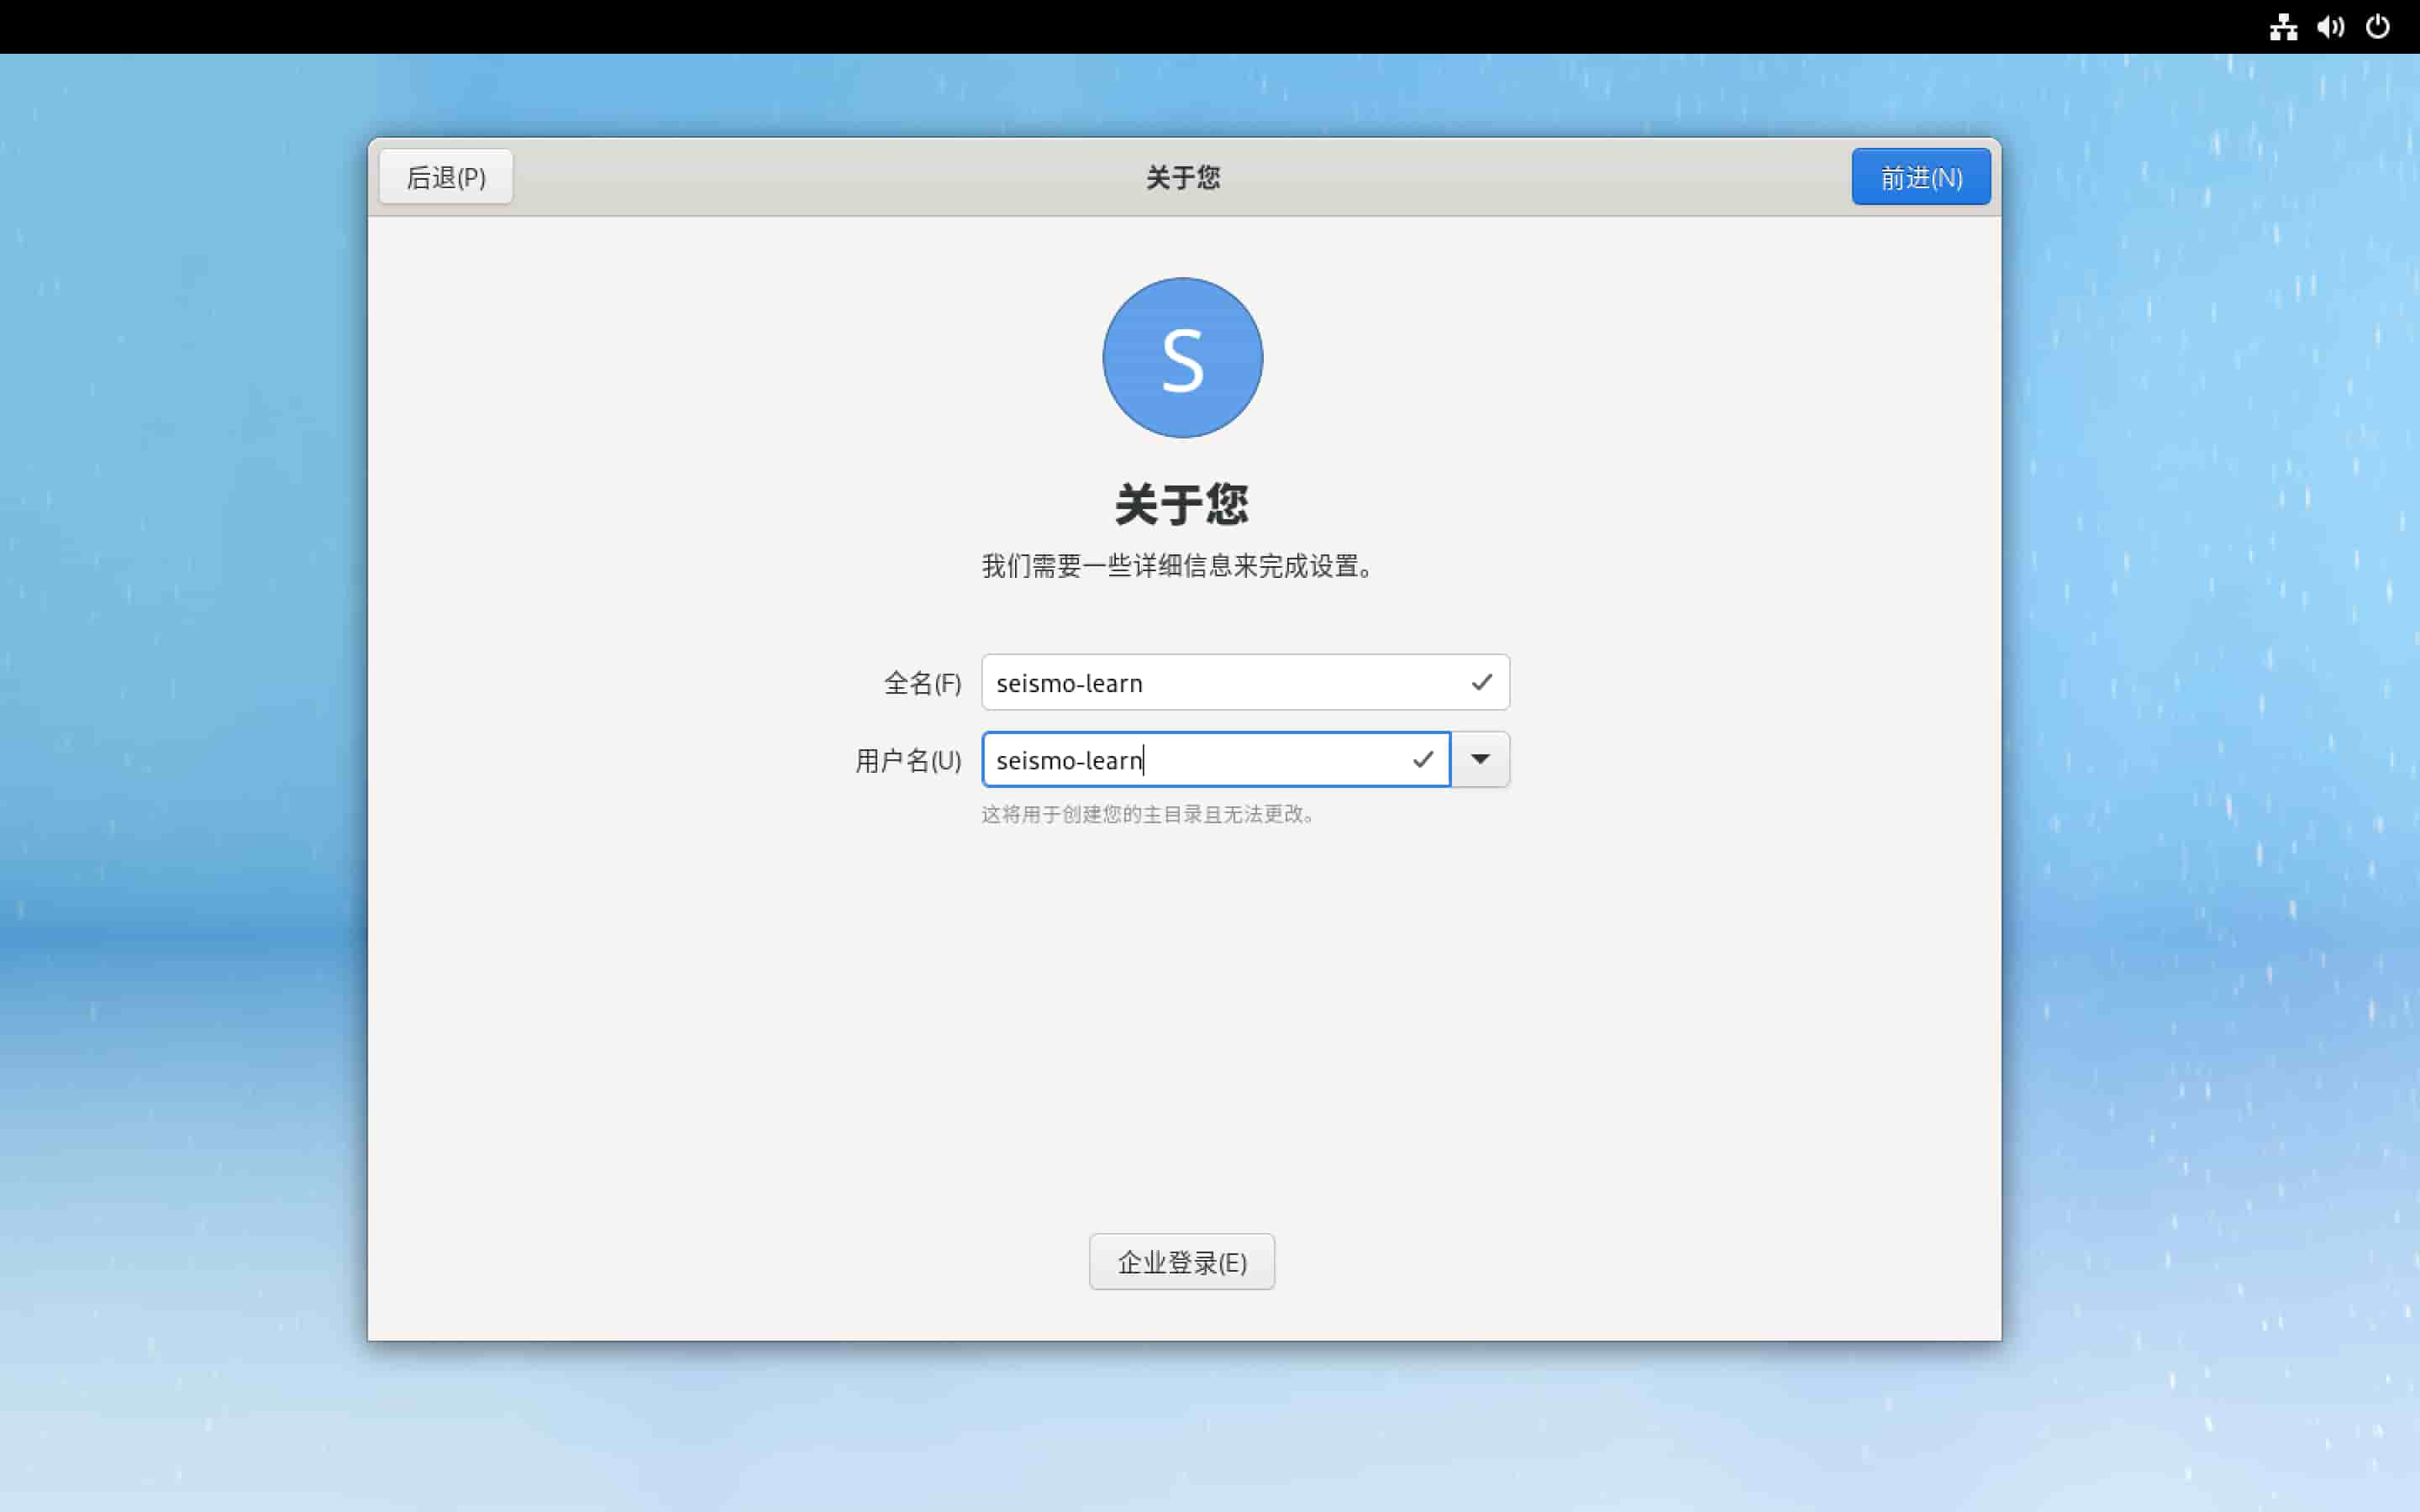 后退(P)
关于您
前进(N)
S
关于您
我们需要一些详细信息来完成设置。
全名(F)
seismo-learn
用户名(U)
seismo-learn
这将用于创建您的主目录且无法更改。
企业登录(E)